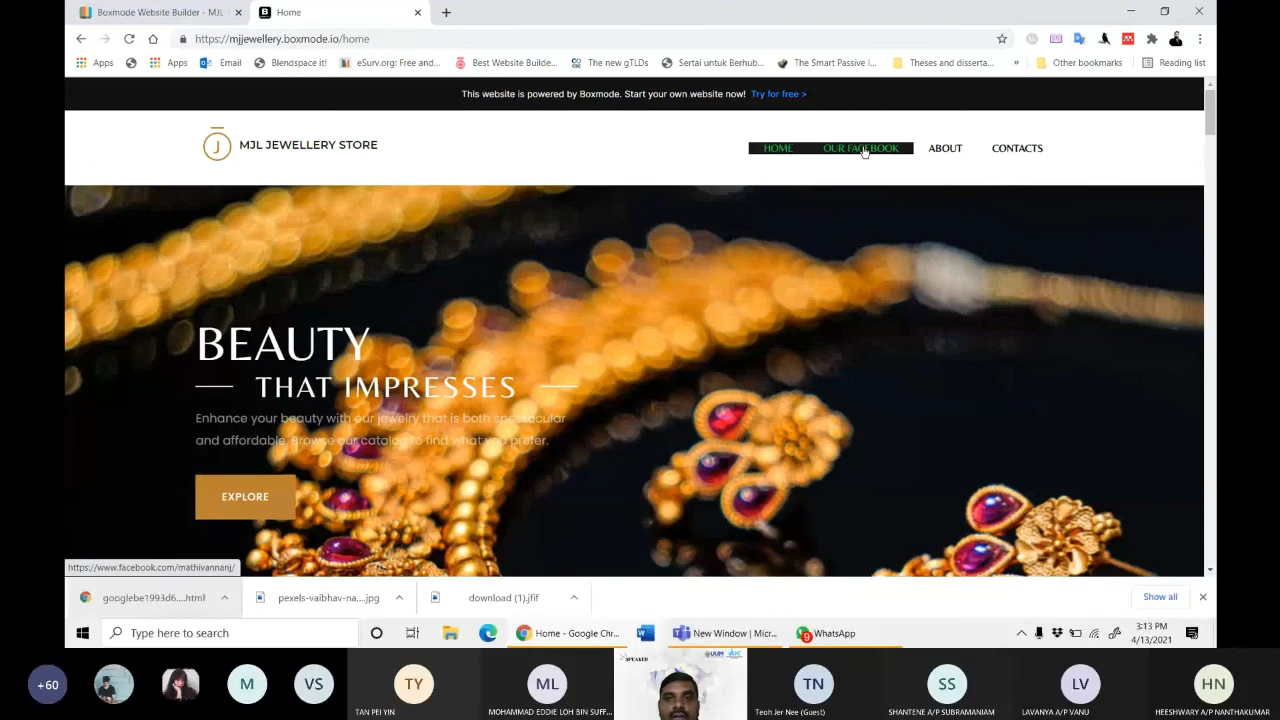 Boxmode Website Builder - MJL
Home
https://mjjewellery.boxmode.io/home
Apps
Apps
Email
Blendspace it!
eSurv.org: Free and...
Best Website Builde...
The new gTLDs
Sertai untuk Berhub...
The Smart Passive I...
Theses and disserta...
»
Other bookmarks
Reading list
This website is powered by Boxmode. Start your own website now! Try for free >
J MJL JEWELLERY STORE
HOME
OUR FACEBOOK
ABOUT
CONTACTS
BEAUTY
THAT IMPRESSES
Enhance your beauty with our jewelry that is both spectacular
and affordable. Browse our catalog to find what you prefer.
EXPLORE
https://www.facebook.com/mathivannanj/
googlebe1993d6....html
pexels-vaibhav-na....jpg
download (1).jfif
Show all
Type here to search
Home - Google Chr...
New Window | Micr...
9
WhatsApp
3:13 PM
4/13/2021
SPEAKER
@UUM
+60
M
VS
TY
ML
TN
SS
LV
HN
TAN PEI YIN
MOHAMMAD EDDIE LOH BIN SUFF...
Teoh Jer Nee (Guest)
SHANTENE A/P SUBRAMANIAM
LAVANYA A/P VANU
HEESHWARY A/P NANTHAKUMAR